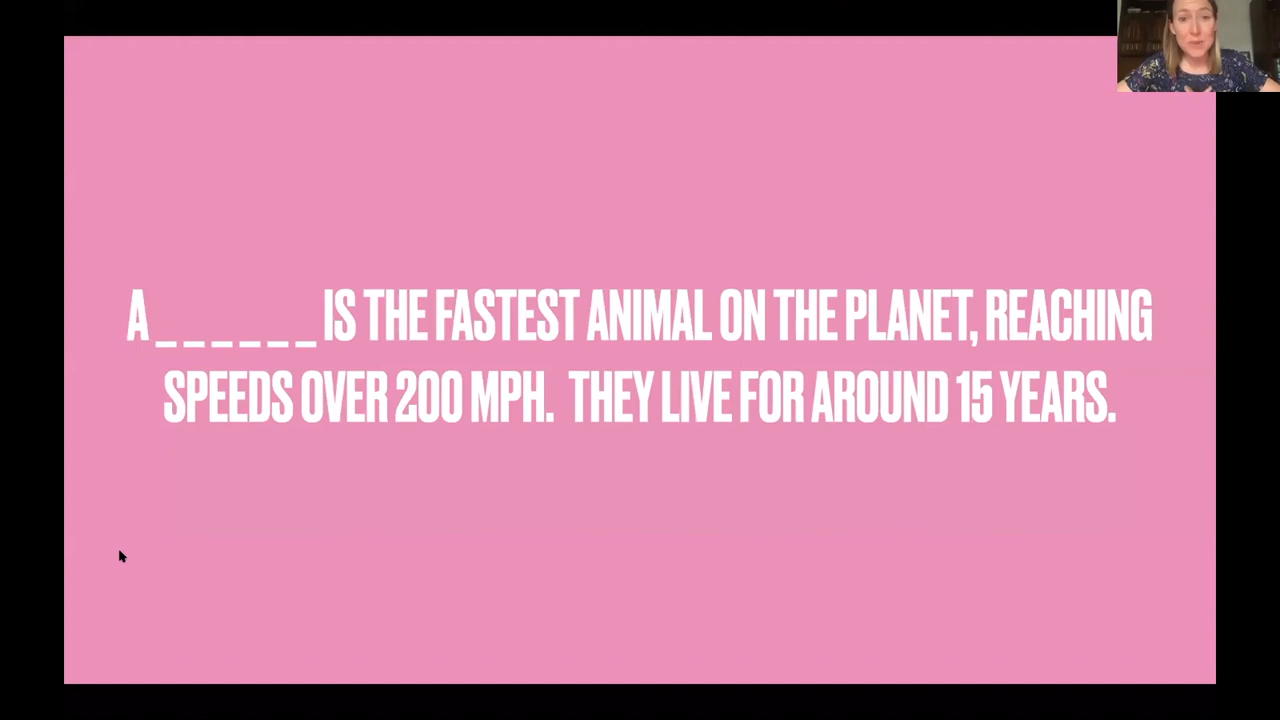 A _ _ _ _ _ _ IS THE FASTEST ANIMAL ON THE PLANET, REACHING
SPEEDS OVER 200 MPH. THEY LIVE FOR AROUND 15 YEARS.